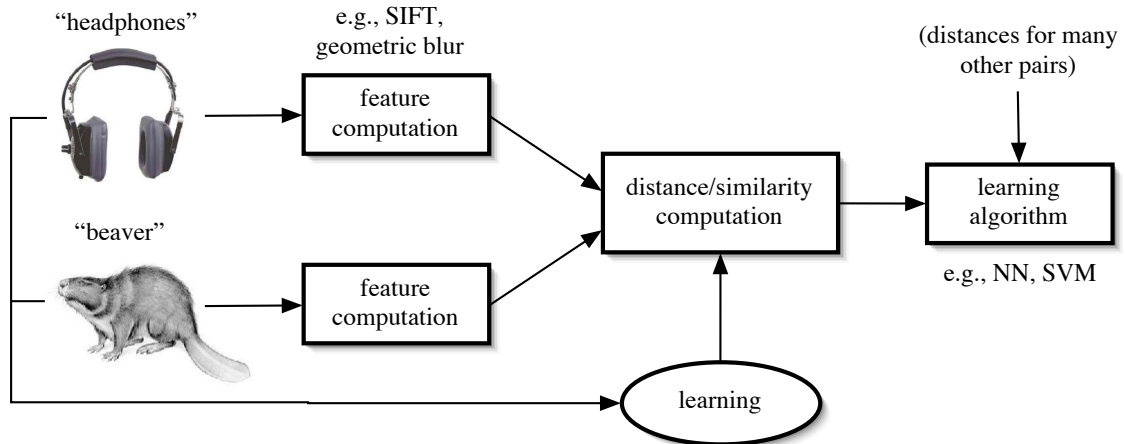 “headphones”
e.g., SIFT,
geometric blur
feature
computation
(distances for many
other pairs)
distance/similarity
computation
learning
algorithm
e.g., NN, SVM
“beaver”
feature
computation
learning